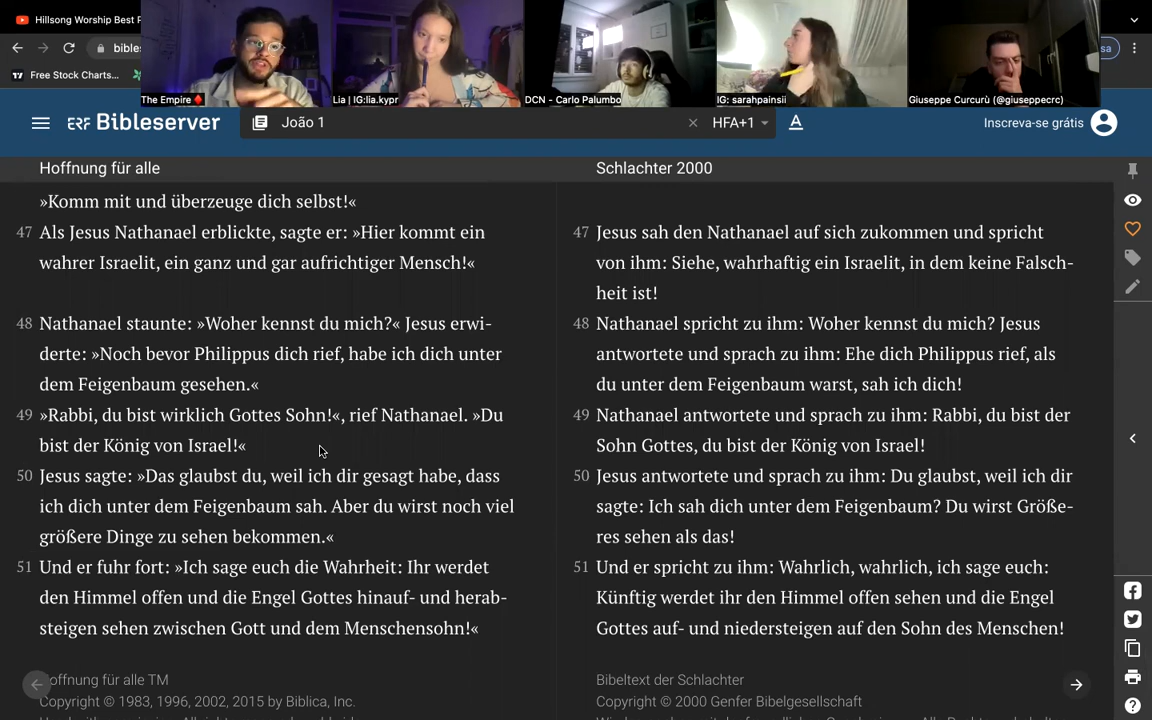 Hillsong Worship Best F
bibles
Free Stock Charts...
The Empire
Lia | IG:lia.kypr
DCN - Carlo Palumbo
IG: sarahpainsii
Giuseppe Curcurù (@giuseppecrc)
sa
ERF Bibleserver
João 1
HFA+1
A
Inscreva-se grátis
Hoffnung für alle
»Komm mit und überzeuge dich selbst!«
47 Als Jesus Nathanael erblickte, sagte er: »Hier kommt ein
wahrer Israelit, ein ganz und gar aufrichtiger Mensch!«
48 Nathanael staunte: »Woher kennst du mich?« Jesus erwi-
derte: »Noch bevor Philippus dich rief, habe ich dich unter
dem Feigenbaum gesehen.«
49 »Rabbi, du bist wirklich Gottes Sohn!«, rief Nathanael. »Du
bist der König von Israel!«
50 Jesus sagte: »Das glaubst du, weil ich dir gesagt habe, dass
ich dich unter dem Feigenbaum sah. Aber du wirst noch viel
größere Dinge zu sehen bekommen.«
51 Und er fuhr fort: »Ich sage euch die Wahrheit: Ihr werdet
den Himmel offen und die Engel Gottes hinauf- und herab-
steigen sehen zwischen Gott und dem Menschensohn!«
offnung für alle TM
Copyright © 1983, 1996, 2002, 2015 by Biblica, Inc.
Schlachter 2000
47 Jesus sah den Nathanael auf sich zukommen und spricht
von ihm: Siehe, wahrhaftig ein Israelit, in dem keine Falsch-
heit ist!
48 Nathanael spricht zu ihm: Woher kennst du mich? Jesus
antwortete und sprach zu ihm: Ehe dich Philippus rief, als
du unter dem Feigenbaum warst, sah ich dich!
49 Nathanael antwortete und sprach zu ihm: Rabbi, du bist der
Sohn Gottes, du bist der König von Israel!
50 Jesus antwortete und sprach zu ihm: Du glaubst, weil ich dir
sagte: Ich sah dich unter dem Feigenbaum? Du wirst Größe-
res sehen als das!
51 Und er spricht zu ihm: Wahrlich, wahrlich, ich sage euch:
Künftig werdet ihr den Himmel offen sehen und die Engel
Gottes auf- und niedersteigen auf den Sohn des Menschen!
Bibeltext der Schlachter
Copyright © 2000 Genfer Bibelgesellschaft